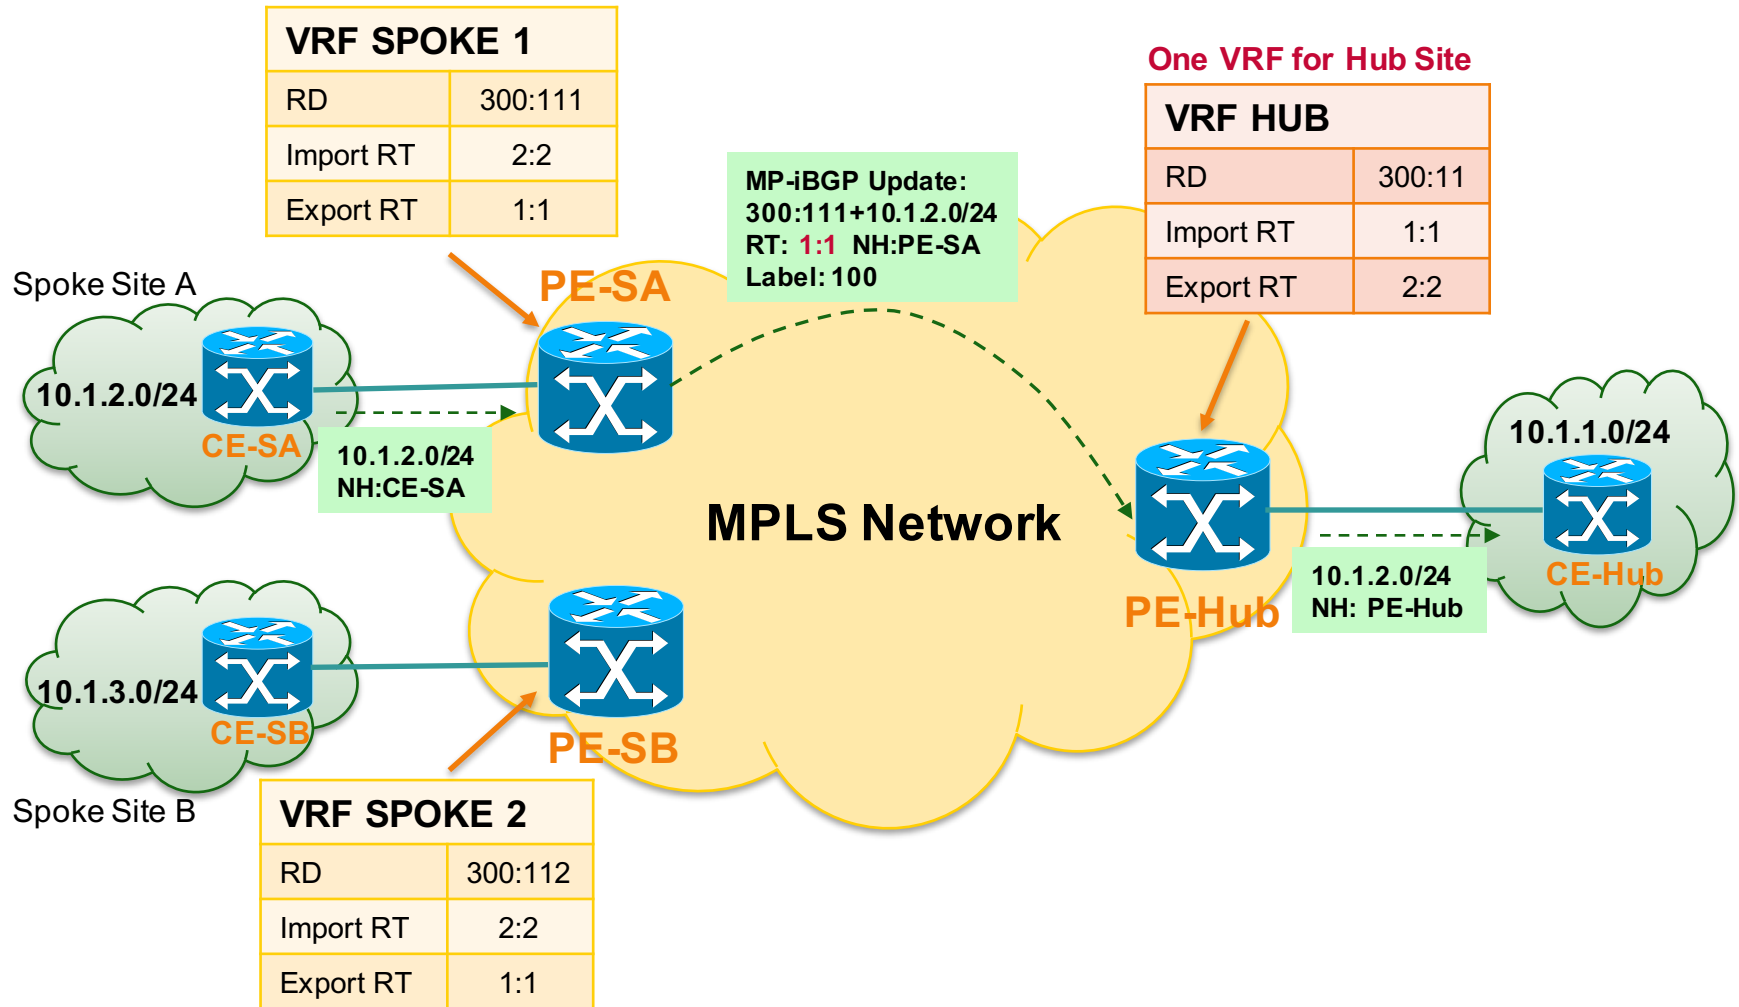 VRF SPOKE 1
RD 300:111
Import RT 2:2
Export RT 1:1
One VRF for Hub Site
VRF HUB
RD 300:11
Import RT 1:1
Export RT 2:2
MP-iBGP Update:
300:111+10.1.2.0/24
RT: 1:1 NH:PE-SA
Label: 100
Spoke Site A
10.1.2.0/24
CE-SA
10.1.2.0/24
NH:CE-SA
PE-SA
MPLS Network
PE-Hub
10.1.2.0/24
NH: PE-Hub
10.1.1.0/24
CE-Hub
10.1.3.0/24
CE-SB
PE-SB
Spoke Site B
VRF SPOKE 2
RD 300:112
Import RT 2:2
Export RT 1:1